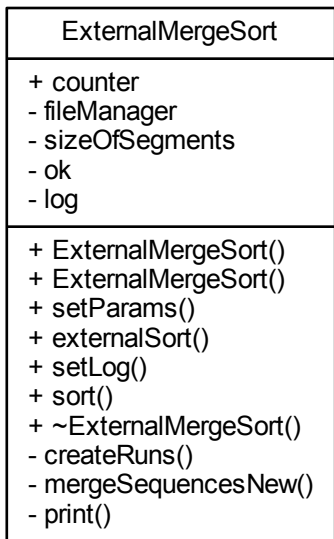 ExternalMergeSort
+ counter
- fileManager
- sizeOfSegments
- ok
- log
+ ExternalMergeSort()
+ ExternalMergeSort()
+ setParams()
+ externalSort()
+ setLog()
+ sort()
+ ~ExternalMergeSort()
- createRuns()
- mergeSequencesNew()
- print()